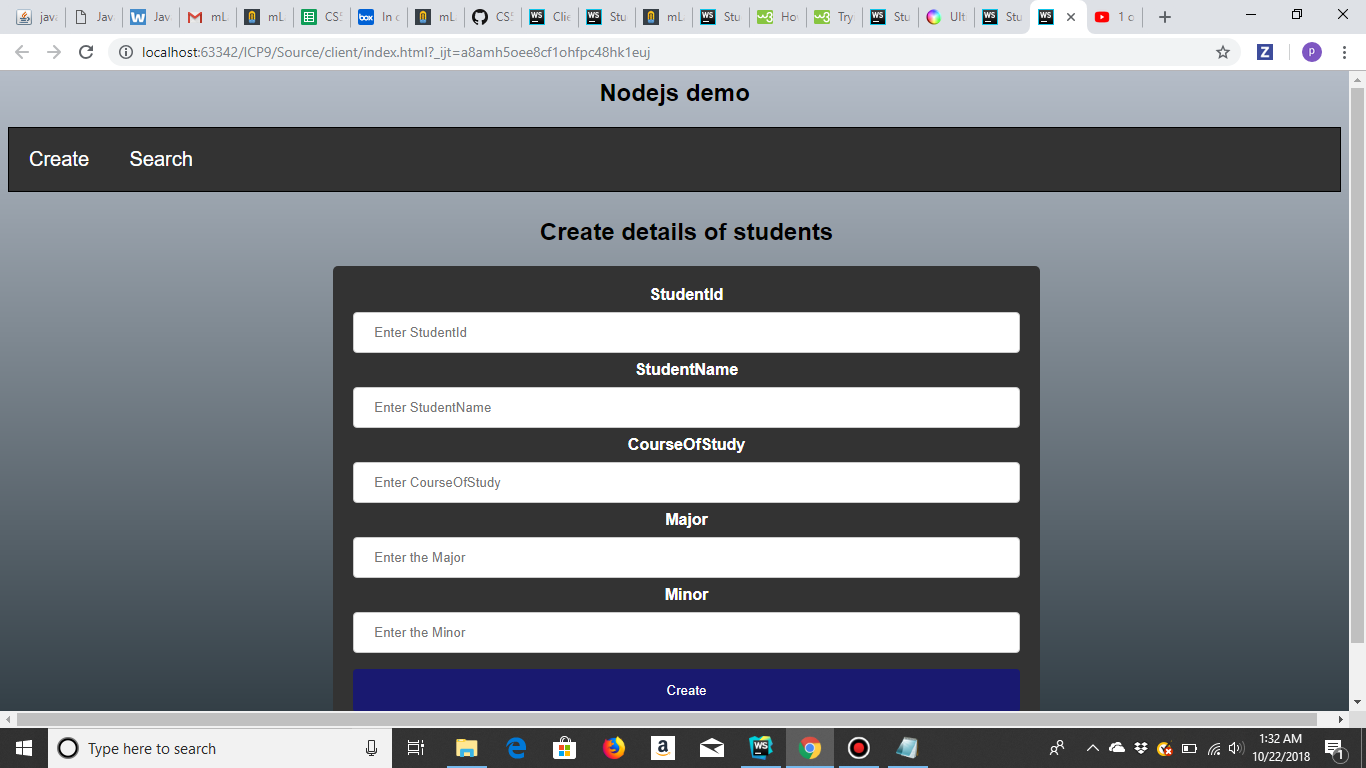 java
Jav
Jav
mL
mL
CS5
In c
mL
CS5
Clie
Stu
mL
Stu
Ho
Try
Stu
Ult
Stu
1 o
localhost:63342/ICP9/Source/client/index.html?_ijt=a8amh5oee8cf1ohfpc48hk1euj
Nodejs demo
Create Search
Create details of students
StudentId
Enter StudentId
StudentName
Enter StudentName
CourseOfStudy
Enter CourseOfStudy
Major
Enter the Major
Minor
Enter the Minor
Create
Type here to search
1:32 AM
10/22/2018